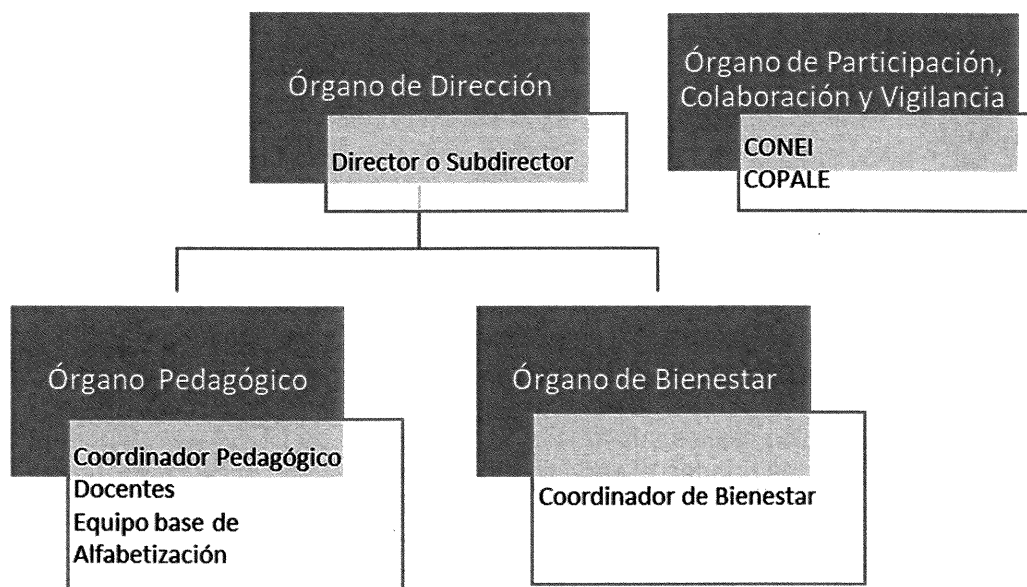 Órgano de Dirección
Director o Subdirector
Órgano de Participación,
Colaboración y Vigilancia
CONEI
COPALE
Órgano Pedagógico
Coordinador Pedagógico
Docentes
Equipo base de
Alfabetización
Órgano de Bienestar
Coordinador de Bienestar